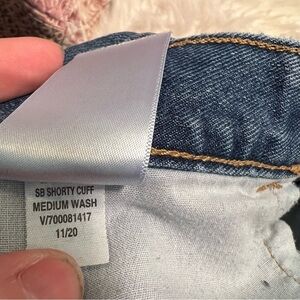 SB SHORTY CUFF
MEDIUM WASH
V/700081417
11/20